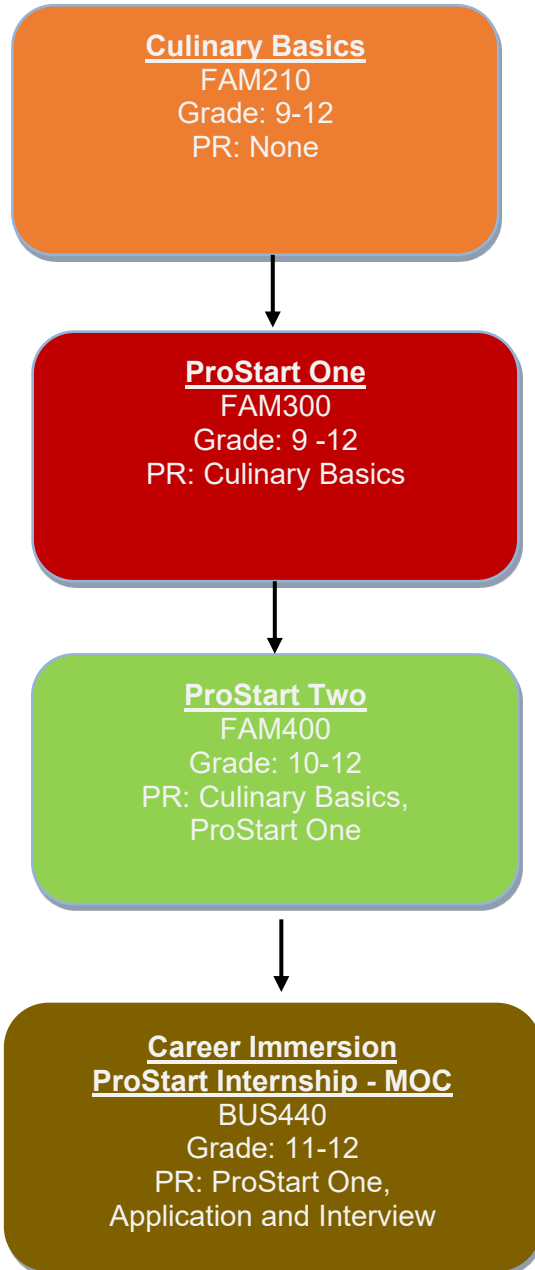 Culinary Basics
FAM210
Grade: 9-12
PR: None
ProStart One
FAM300
Grade: 9 -12
PR: Culinary Basics
ProStart Two
FAM400
Grade: 10-12
PR: Culinary Basics,
ProStart One
Career Immersion
ProStart Internship - MOC
BUS440
Grade: 11-12
PR: ProStart One,
Application and Interview